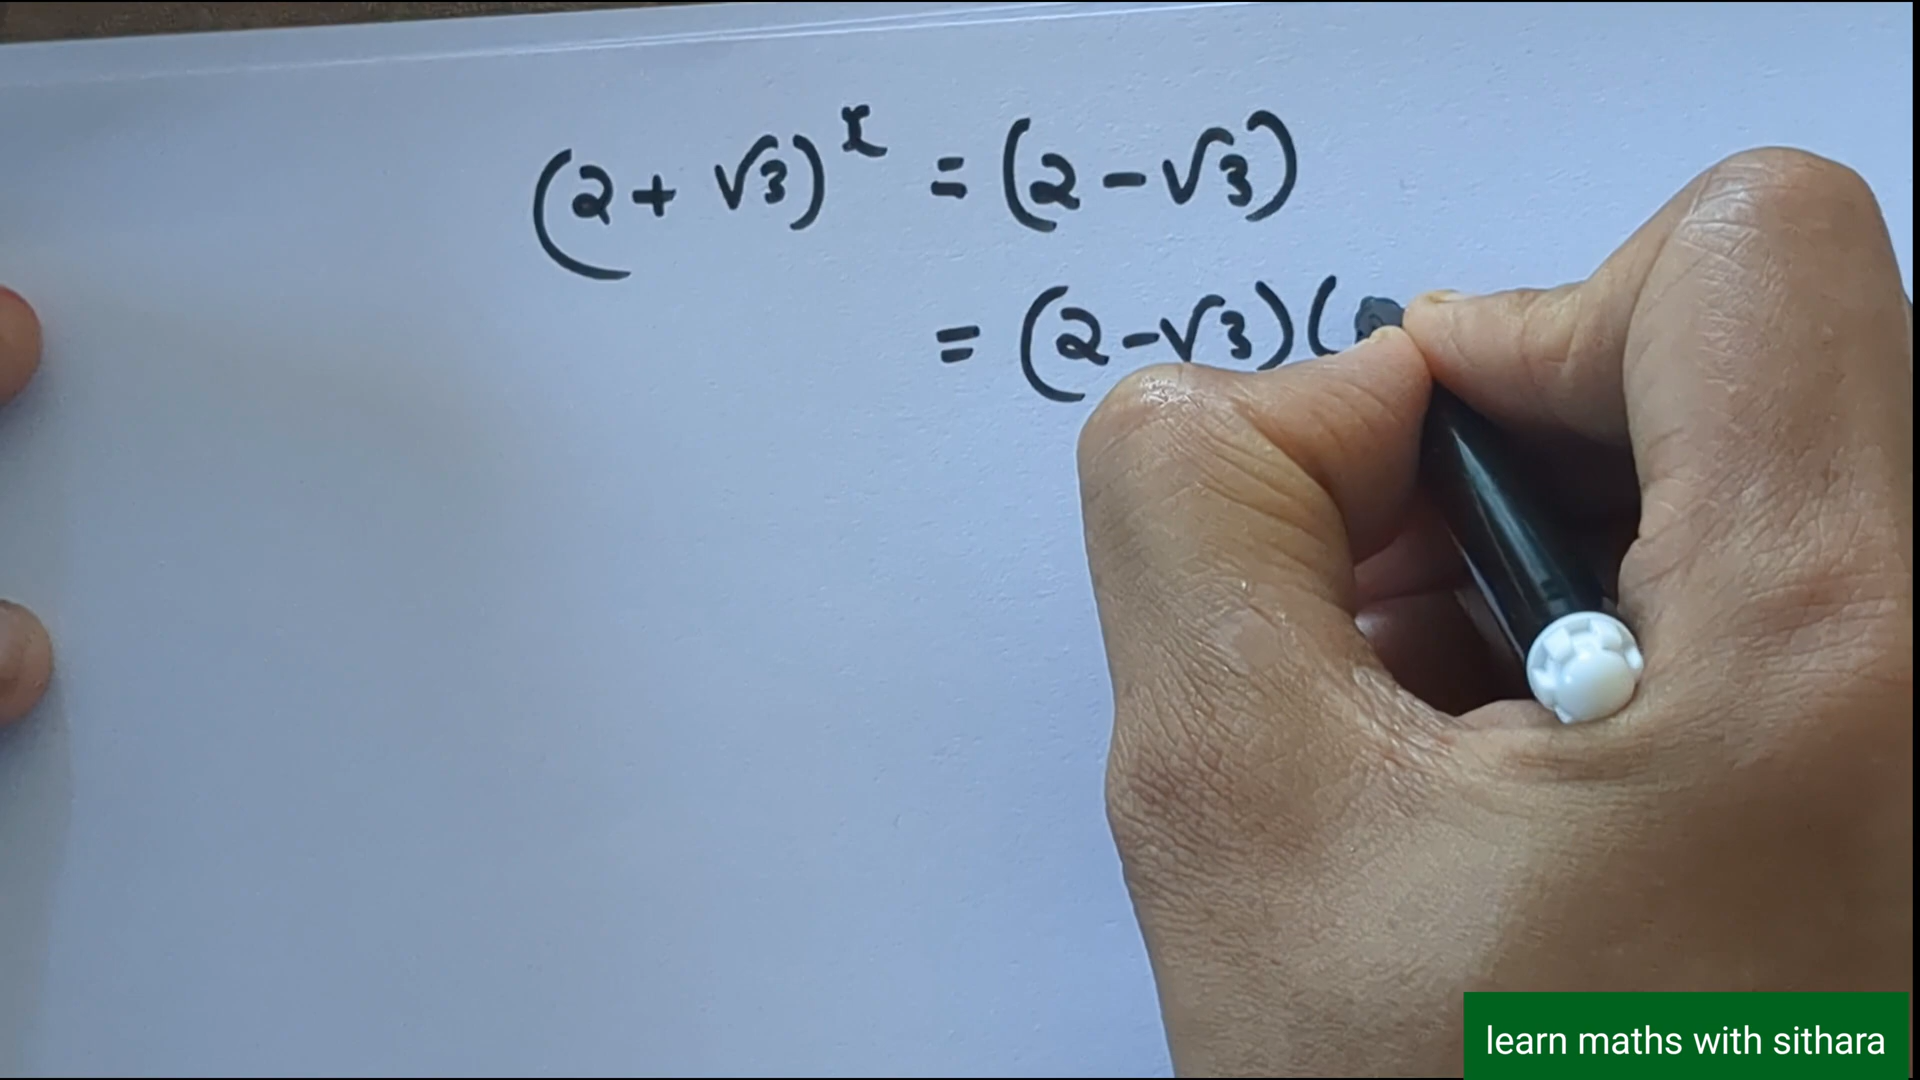 (2 + √3)ˣ = (2 - √3)
= (2 - √3) (
learn maths with sithara